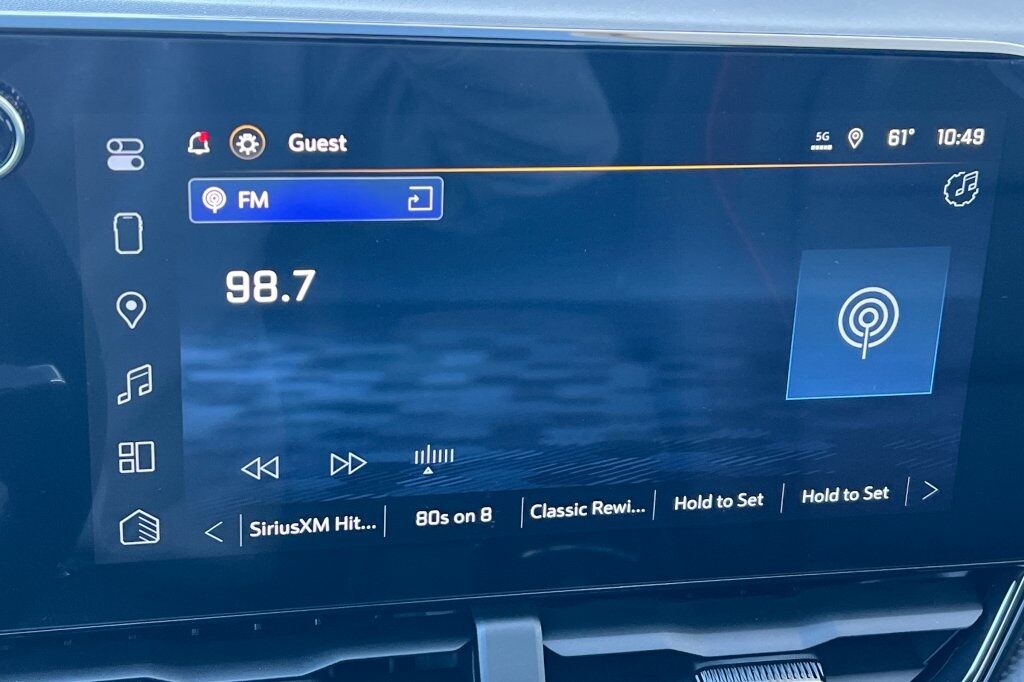 Guest 5G 61° 10:49
FM
98.7
SiriusXM Hit... 80s on 8 Classic Rewi... Hold to Set Hold to Set